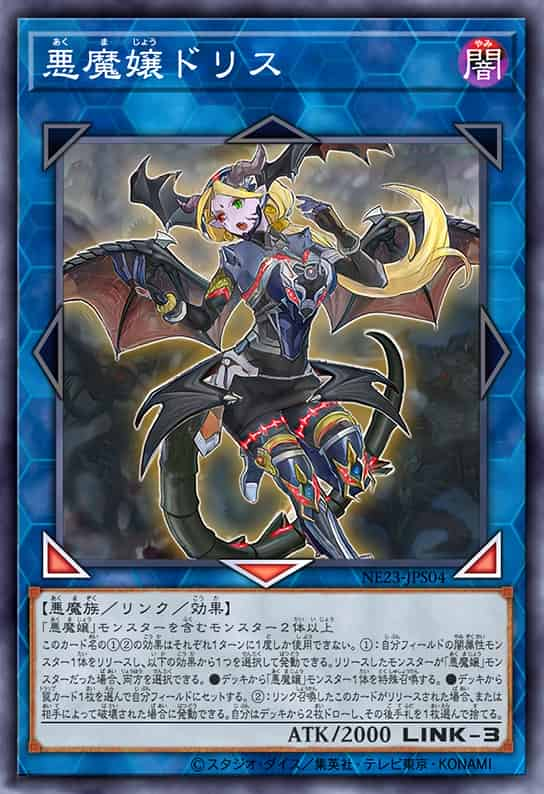 悪魔嬢ドリス
闇
NE23-JPS04
【悪魔族／リンク／効果】
「悪魔嬢」モンスターを含むモンスター２体以上
このカード名の①②の効果はそれぞれ１ターンに１度しか使用できない。①：自分フィールドの闇属性モン
スター１体をリリースし、以下の効果から１つを選択して発動できる。リリースしたモンスターが「悪魔嬢」モン
スターだった場合、両方を選択できる。●デッキから「悪魔嬢」モンスター１体を特殊召喚する。●デッキから
罠カード１枚を選んで自分フィールドにセットする。②：リンク召喚したこのカードがリリースされた場合、または
相手によって破壊された場合に発動できる。自分はデッキから２枚ドローし、その後手札を１枚選んで捨てる。
ATK/2000 LINK-3
©スタジオ・ダイス／集英社・テレビ東京・KONAMI